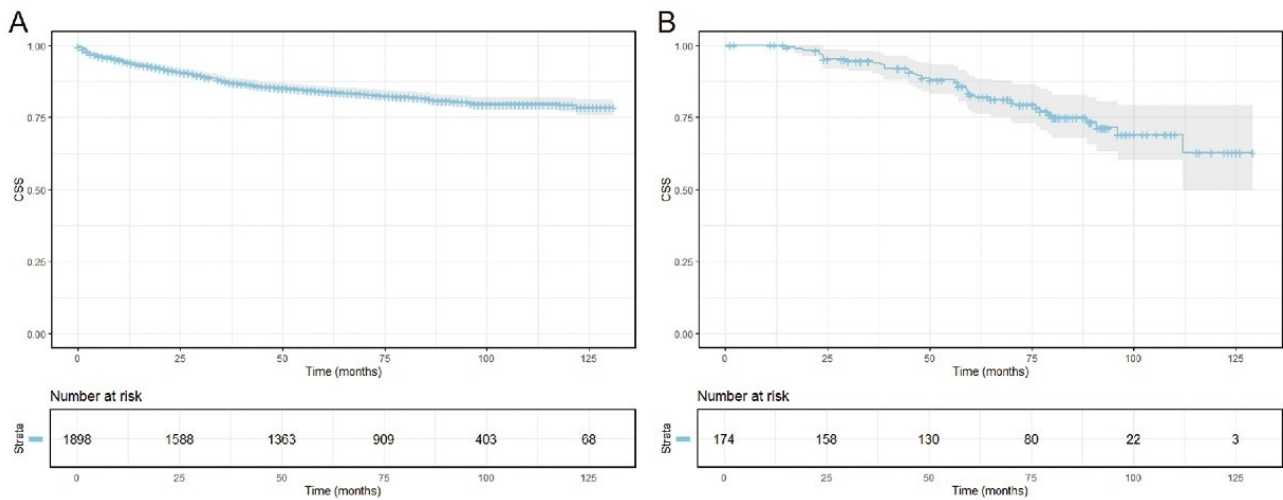 A
1.00
0.75
CSS
0.50
0.25
0.00
0 25 50 75 100 125
Time (months)
Number at risk
Strata
1898 1588 1363 909 403 68
0 25 50 75 100 125
Time (months)
B
1.00
0.75
CSS
0.50
0.25
0.00
0 25 50 75 100 125
Time (months)
Number at risk
Strata
174 158 130 80 22 3
0 25 50 75 100 125
Time (months)